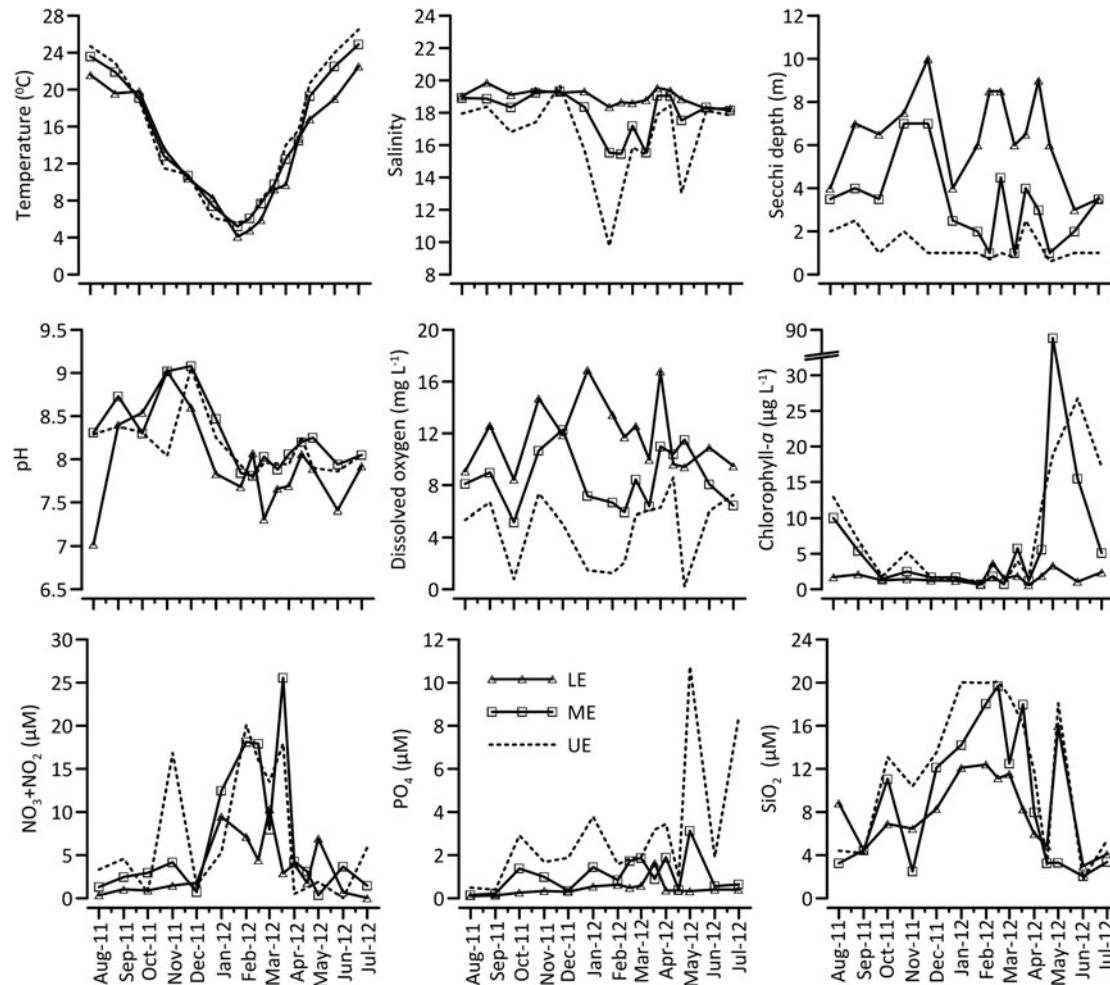 Temperature (⁰C)
28
24
20
16
12
8
4
0
Salinity
24
22
20
18
16
14
12
10
8
Secchi depth (m)
12
10
8
6
4
2
0
pH
9.5
9
8.5
8
7.5
7
6.5
Dissolved oxygen (mg L⁻¹)
20
16
12
8
4
0
Chlorophyll-a (µg L⁻¹)
90
30
25
20
15
10
5
0
NO₃+NO₂ (µM)
30
25
20
15
10
5
0
Aug-11
Sep-11
Oct-11
Nov-11
Dec-11
Jan-12
Feb-12
Mar-12
Apr-12
May-12
Jun-12
Jul-12
PO₄ (µM)
12
10
8
6
4
2
0
LE
ME
UE
Aug-11
Sep-11
Oct-11
Nov-11
Dec-11
Jan-12
Feb-12
Mar-12
Apr-12
May-12
Jun-12
Jul-12
SiO₂ (µM)
24
20
16
12
8
4
0
Aug-11
Sep-11
Oct-11
Nov-11
Dec-11
Jan-12
Feb-12
Mar-12
Apr-12
May-12
Jun-12
Jul-12